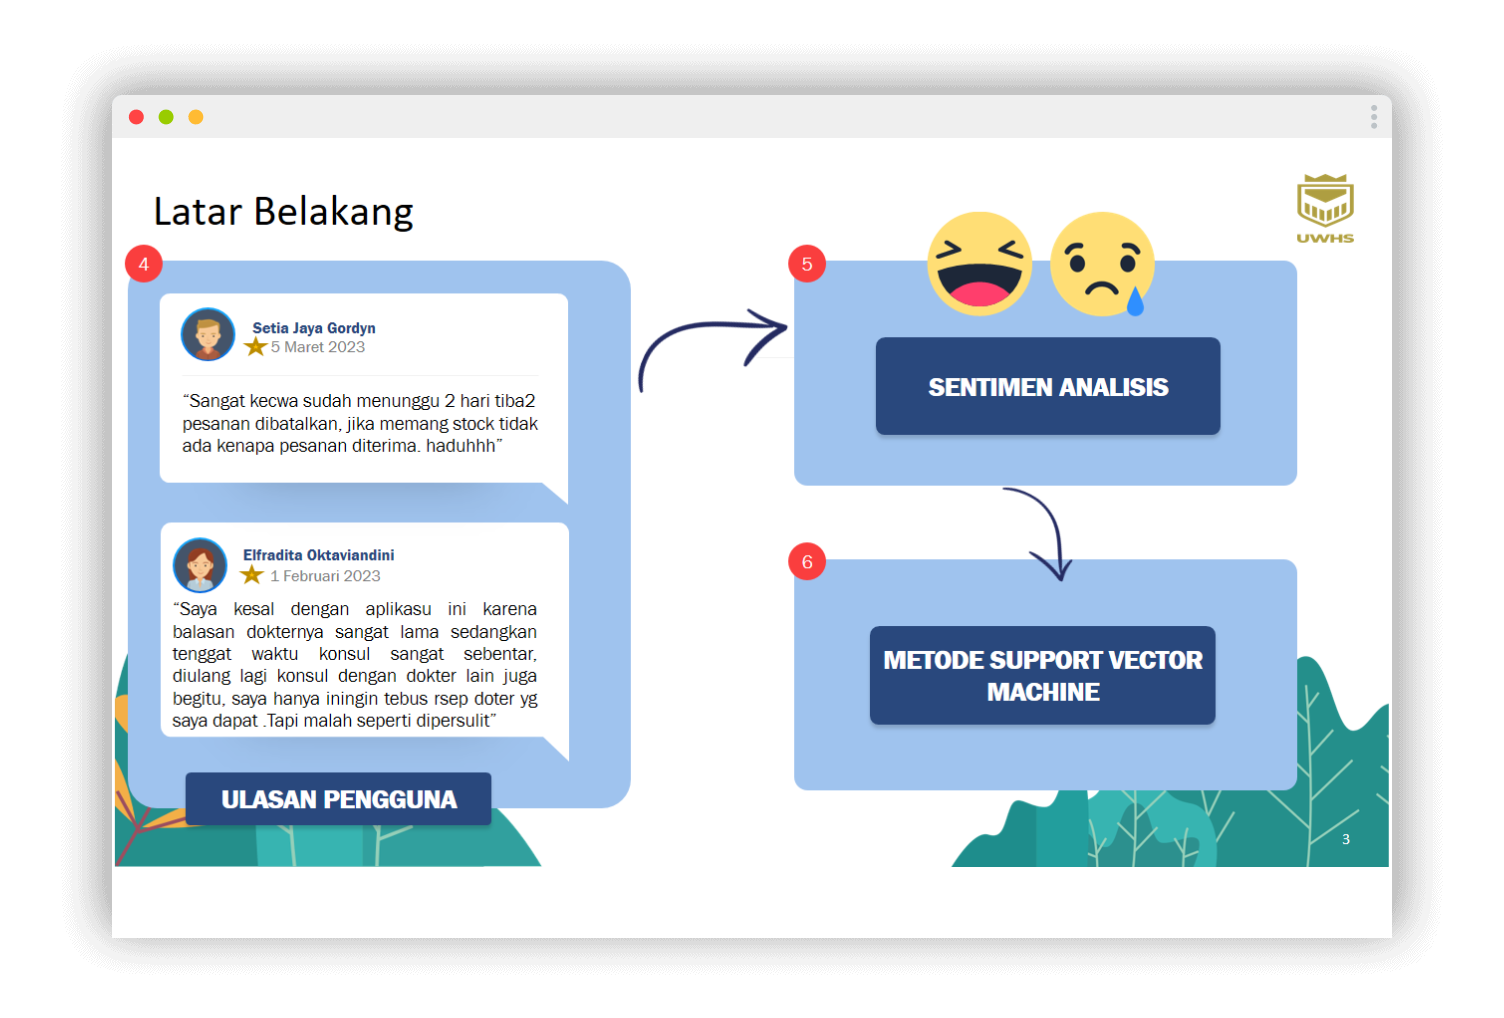 Latar Belakang
UWHS
4
Setia Jaya Gordyn
5 Maret 2023
“Sangat kecwa sudah menunggu 2 hari tiba2
pesanan dibatalkan, jika memang stock tidak
ada kenapa pesanan diterima. haduhhh”
Elfradita Oktaviandini
1 Februari 2023
“Saya kesal dengan aplikasu ini karena
balasan dokternya sangat lama sedangkan
tenggat waktu konsul sangat sebentar,
diulang lagi konsul dengan dokter lain juga
begitu, saya hanya iningin tebus rsep doter yg
saya dapat .Tapi malah seperti dipersulit”
ULASAN PENGGUNA
5
SENTIMEN ANALISIS
6
METODE SUPPORT VECTOR
MACHINE
3